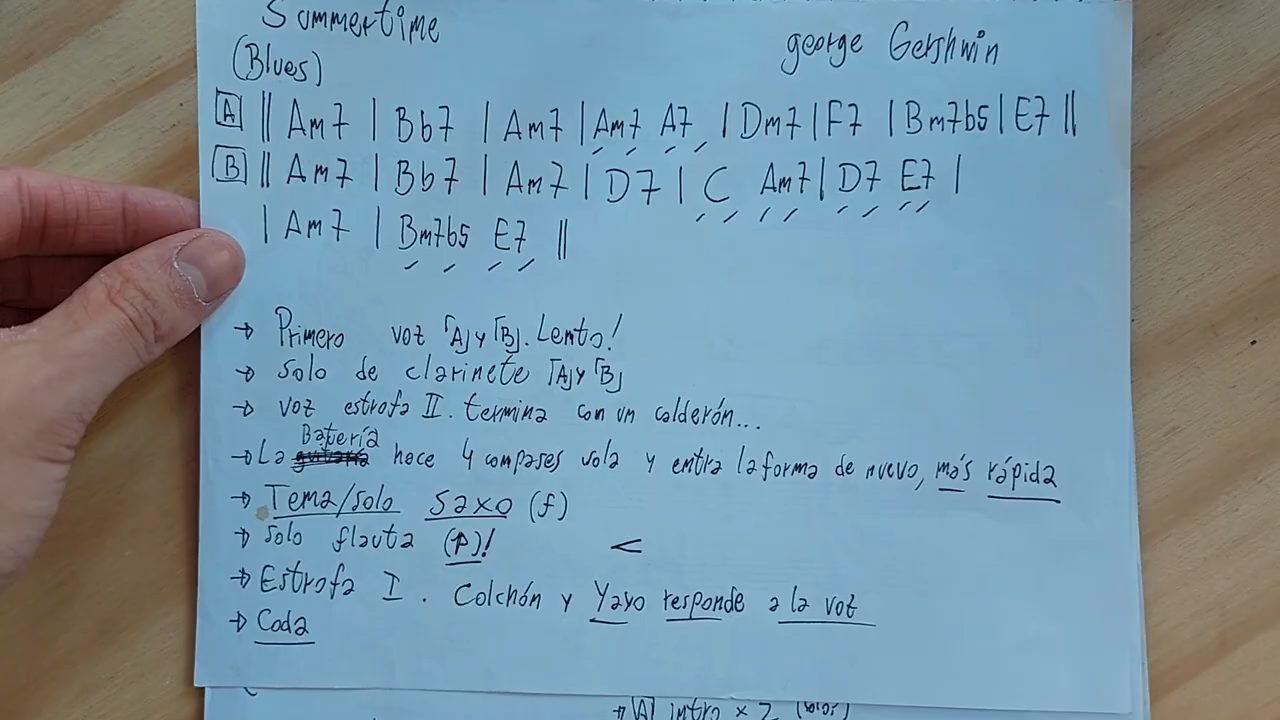 Summertime
george Gershwin
(Blues)
[A] || Am7 | Bb7 | Am7 | Am7 A7 | Dm7 | F7 | Bm7b5 | E7 ||
[B] || Am7 | Bb7 | Am7 | D7 | C Am7 | D7 E7 |
| Am7 | Bm7b5 E7 ||
→ Primero voz [A] y [B]. Lento!
→ solo de clarinete [A] y [B]
→ voz estrofa II. termina con un calderón...
Batería
→ La hace 4 compases sola y entra la forma de nuevo, más rápida
→ Tema/solo Saxo (f)
→ solo flauta (p)! <
→ Estrofa I. Colchón y Yayo responde a la voz
→ Coda
→ [A] intro x 2